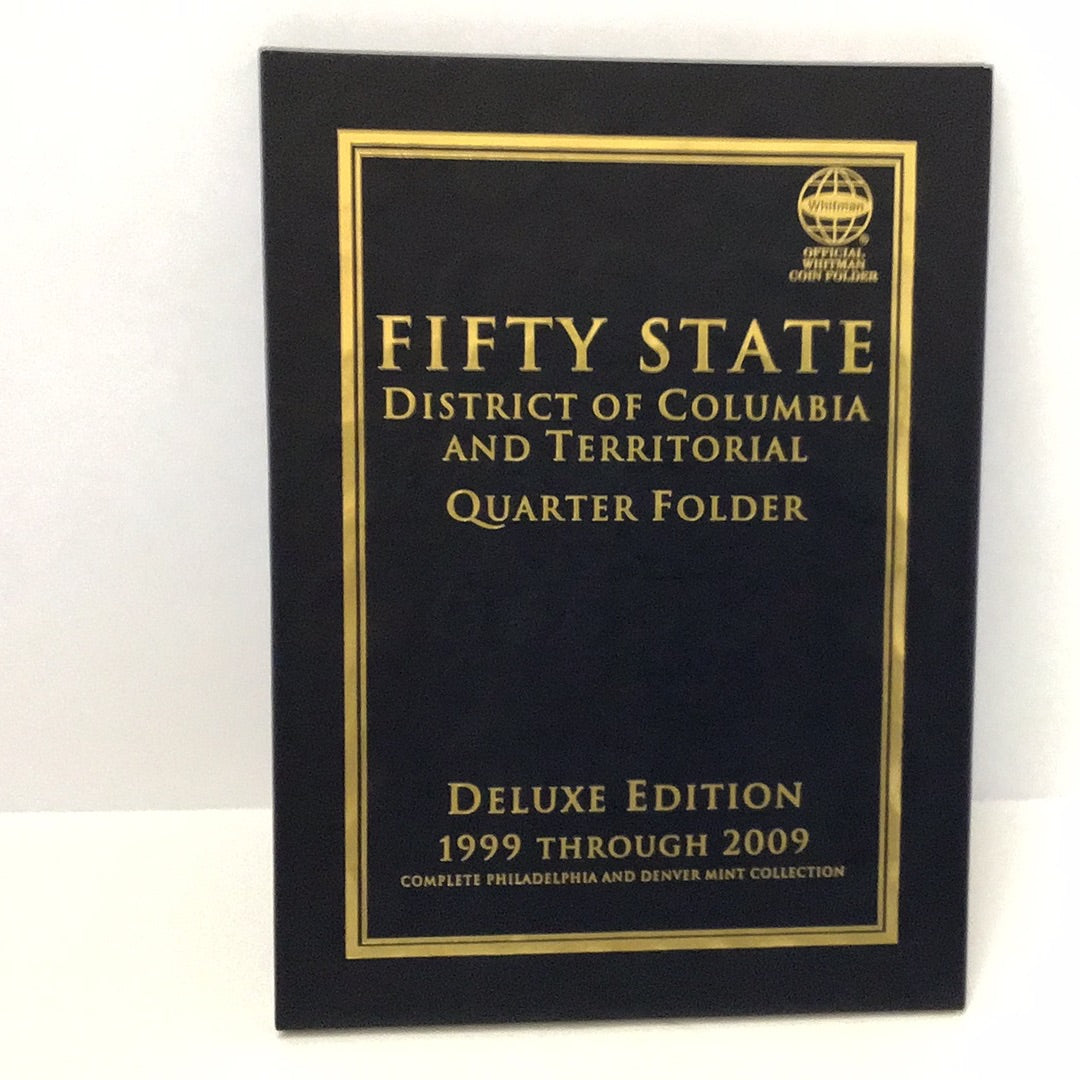 Whitman®
OFFICIAL
WHITMAN
COIN FOLDER
FIFTY STATE
DISTRICT OF COLUMBIA
AND TERRITORIAL
QUARTER FOLDER
DELUXE EDITION
1999 THROUGH 2009
COMPLETE PHILADELPHIA AND DENVER MINT COLLECTION